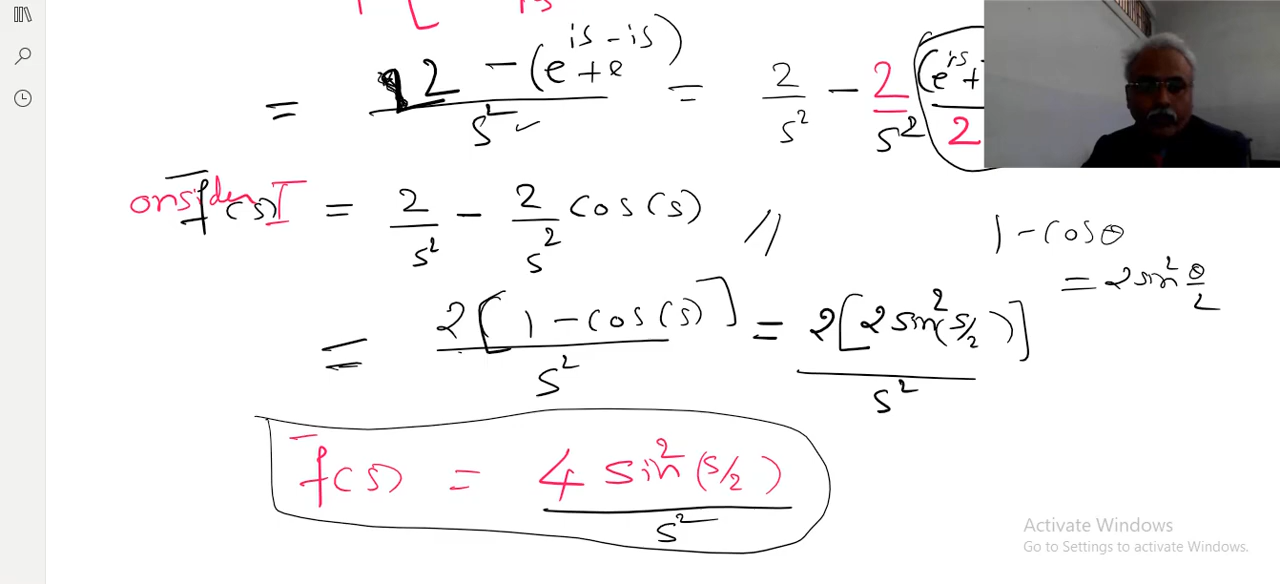 = 2 - (e^{is} + e^{-is}) / s² = 2/s² - 2/s² (e^{is} + / 2
onsider I
f̄(s) = 2/s² - 2/s² cos(s) //
1 - cosθ
= 2 sin² θ/2
= 2[1 - cos(s)] / s² = 2[2 sin²(s/2)] / s²
f̄(s) = 4 sin²(s/2) / s²
Activate Windows
Go to Settings to activate Windows.